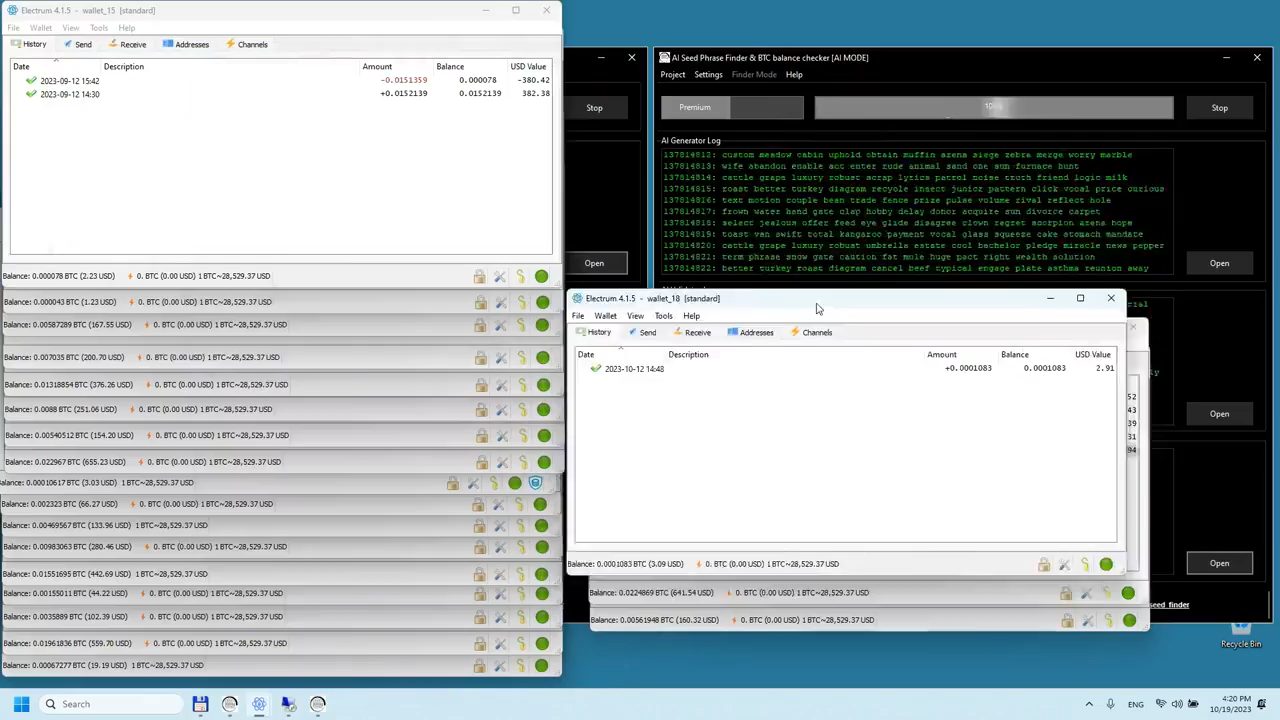 Electrum 4.1.5 - wallet_15 [standard]
File Wallet View Tools Help
History Send Receive Addresses Channels
Date Description Amount Balance USD Value
2023-09-12 15:42 -0.0151359 0.000078 -380.42
2023-09-12 14:30 +0.0152139 0.0152139 382.38
Balance: 0.000078 BTC (2.23 USD) 0. BTC (0.00 USD) 1 BTC~28,529.37 USD
Balance: 0.000043 BTC (1.23 USD) 0. BTC (0.00 USD) 1 BTC~28,529.37 USD
Balance: 0.00587289 BTC (167.55 USD) 0. BTC (0.00 USD) 1 BTC~28,529.37 USD
Balance: 0.007035 BTC (200.70 USD) 0. BTC (0.00 USD) 1 BTC~28,529.37 USD
Balance: 0.01318854 BTC (376.26 USD) 0. BTC (0.00 USD) 1 BTC~28,529.37 USD
Balance: 0.0088 BTC (251.06 USD) 0. BTC (0.00 USD) 1 BTC~28,529.37 USD
Balance: 0.00540512 BTC (154.20 USD) 0. BTC (0.00 USD) 1 BTC~28,529.37 USD
Balance: 0.022967 BTC (655.23 USD) 0. BTC (0.00 USD) 1 BTC~28,529.37 USD
Balance: 0.00010617 BTC (3.03 USD) 0. BTC (0.00 USD) 1 BTC~28,529.37 USD
Balance: 0.002323 BTC (66.27 USD) 0. BTC (0.00 USD) 1 BTC~28,529.37 USD
Balance: 0.00469567 BTC (133.96 USD) 0. BTC (0.00 USD) 1 BTC~28,529.37 USD
Balance: 0.00983063 BTC (280.46 USD) 0. BTC (0.00 USD) 1 BTC~28,529.37 USD
Balance: 0.01551695 BTC (442.69 USD) 0. BTC (0.00 USD) 1 BTC~28,529.37 USD
Balance: 0.00155011 BTC (44.22 USD) 0. BTC (0.00 USD) 1 BTC~28,529.37 USD
Balance: 0.0035889 BTC (102.39 USD) 0. BTC (0.00 USD) 1 BTC~28,529.37 USD
Balance: 0.01961836 BTC (559.70 USD) 0. BTC (0.00 USD) 1 BTC~28,529.37 USD
Balance: 0.00067277 BTC (19.19 USD) 0. BTC (0.00 USD) 1 BTC~28,529.37 USD
Stop
Open
AI Seed Phrase Finder & BTC balance checker [AI MODE]
Project Settings Finder Mode Help
Premium Stop
AI Generator Log
137814812: custom meadow cabin uphold obtain muffin arena siege zebra merge worry marble
137814813: wife abandon enable act enter rude animal sand one sun furnace hunt
137814814: cattle grape luxury robust scrap lyrics patrol noise truth friend logic milk
137814815: roast better turkey diagram recycle insect junior pattern click vocal price curious
137814816: text motion couple bean trade fence prize pulse volume rival reflect hole
137814817: frown water hand gate clap hobby delay donor acquire sun divorce carpet
137814818: select jealous offer feed eye glide disagree clown regret scorpion arena hope
137814819: toast van swift total kangaroo payment vocal glass squeeze cake stomach mandate
137814820: cattle grape luxury robust umbrella estate cool bachelor pledge miracle news pepper
137814821: term phrase snow gate caution fat mole huge pact right wealth solution
137814822: better turkey roast diagram cancel beef typical engage plate asthma reunion away
Open
Electrum 4.1.5 - wallet_18 [standard]
File Wallet View Tools Help
History Send Receive Addresses Channels
Date Description Amount Balance USD Value
2023-10-12 14:48 +0.0001083 0.0001083 2.91
52
43
39
31
94
Open
Balance: 0.0001083 BTC (3.09 USD) 0. BTC (0.00 USD) 1 BTC~28,529.37 USD
Open
Balance: 0.0224869 BTC (641.54 USD) 0. BTC (0.00 USD) 1 BTC~28,529.37 USD
seed_finder
Balance: 0.00561948 BTC (160.32 USD) 0. BTC (0.00 USD) 1 BTC~28,529.37 USD
Recycle Bin
Search
ENG
4:20 PM
10/19/2023